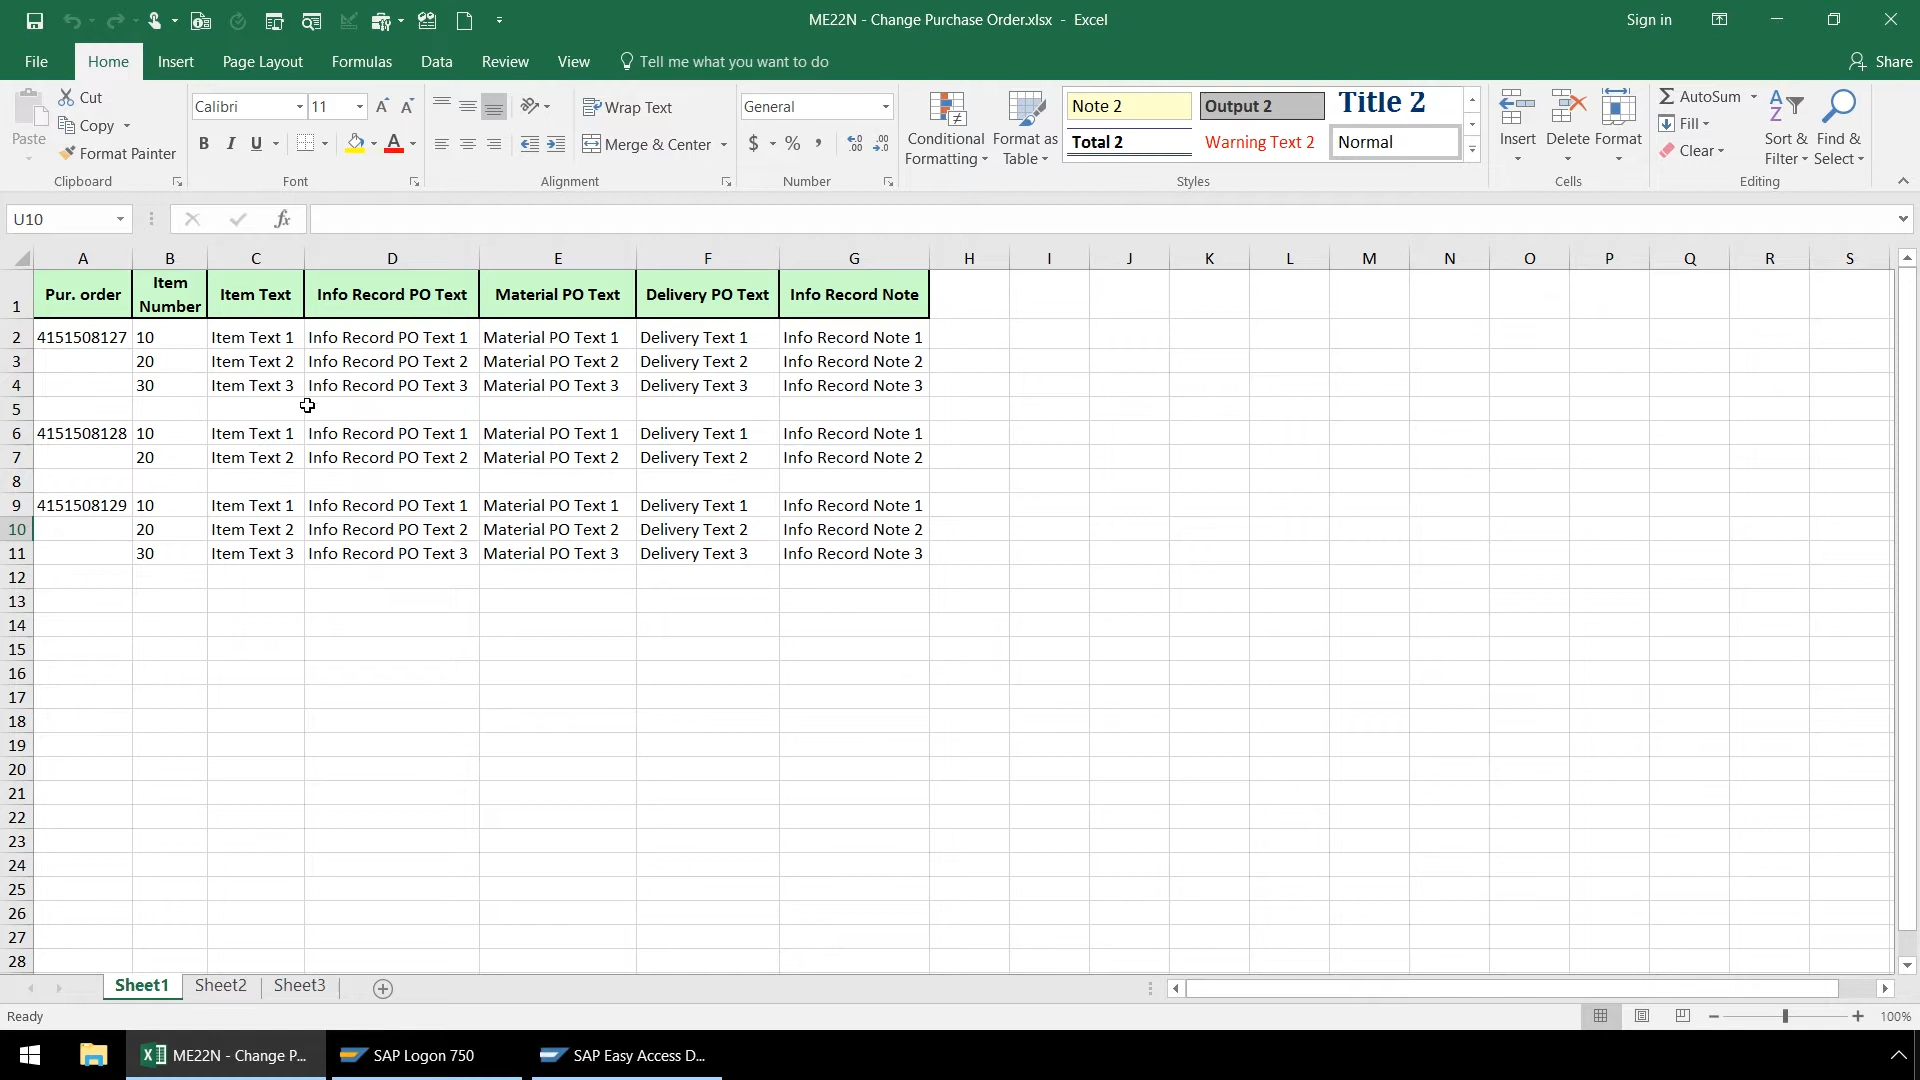 ME22N - Change Purchase Order.xlsx - Excel
Sign in
File Home Insert Page Layout Formulas Data Review View Tell me what you want to do Share
Paste
Cut
Copy
Format Painter
Clipboard
Calibri 11
B I U
Font
Wrap Text
Merge & Center
Alignment
General
$ % ,
Number
Conditional Formatting
Format as Table
Note 2 Output 2 Title 2
Total 2 Warning Text 2 Normal
Styles
Insert Delete Format
Cells
AutoSum
Fill
Clear
Sort & Filter
Find & Select
Editing
U10
fx
A B C D E F G H I J K L M N O P Q R S
1 Pur. order Item Number Item Text Info Record PO Text Material PO Text Delivery PO Text Info Record Note
2 4151508127 10 Item Text 1 Info Record PO Text 1 Material PO Text 1 Delivery Text 1 Info Record Note 1
3 20 Item Text 2 Info Record PO Text 2 Material PO Text 2 Delivery Text 2 Info Record Note 2
4 30 Item Text 3 Info Record PO Text 3 Material PO Text 3 Delivery Text 3 Info Record Note 3
5
6 4151508128 10 Item Text 1 Info Record PO Text 1 Material PO Text 1 Delivery Text 1 Info Record Note 1
7 20 Item Text 2 Info Record PO Text 2 Material PO Text 2 Delivery Text 2 Info Record Note 2
8
9 4151508129 10 Item Text 1 Info Record PO Text 1 Material PO Text 1 Delivery Text 1 Info Record Note 1
10 20 Item Text 2 Info Record PO Text 2 Material PO Text 2 Delivery Text 2 Info Record Note 2
11 30 Item Text 3 Info Record PO Text 3 Material PO Text 3 Delivery Text 3 Info Record Note 3
12
13
14
15
16
17
18
19
20
21
22
23
24
25
26
27
28
Sheet1 Sheet2 Sheet3
Ready
100%
ME22N - Change P...
SAP Logon 750
SAP Easy Access D...